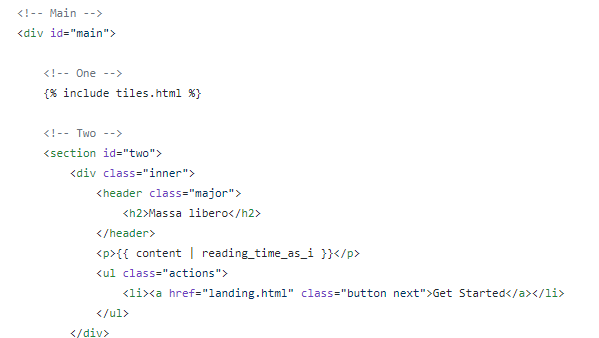 <!-- Main -->
<div id="main">
<!-- One -->
{% include tiles.html %}
<!-- Two -->
<section id="two">
<div class="inner">
<header class="major">
<h2>Massa libero</h2>
</header>
<p>{{ content | reading_time_as_i }}</p>
<ul class="actions">
<li><a href="landing.html" class="button next">Get Started</a></li>
</ul>
</div>